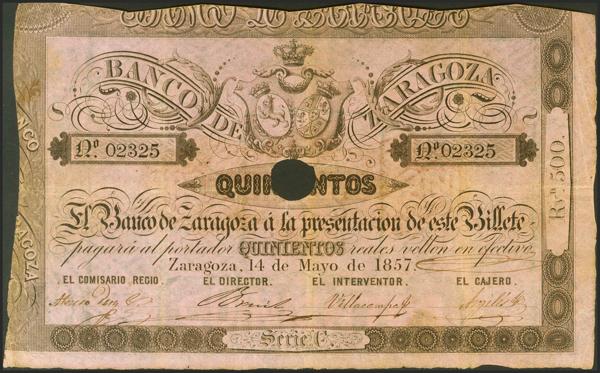 BANCO DE ZARAGOZA
Nº 02325
Nº 02325
QUINIENTOS
El Banco de Zaragoza á la presentacion de este Billete
pagará al portador QUINIENTOS reales vellon en efectivo
Zaragoza, 14 de Mayo de 1857.
EL COMISARIO REGIO.
EL DIRECTOR.
EL INTERVENTOR.
EL CAJERO.
Serie C.
Rs.vn. 500